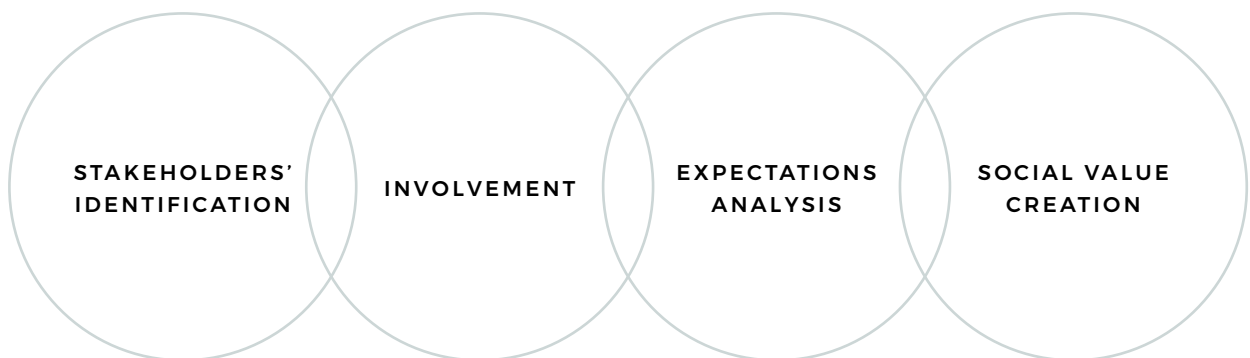 STAKEHOLDERS’
IDENTIFICATION
INVOLVEMENT
EXPECTATIONS
ANALYSIS
SOCIAL VALUE
CREATION